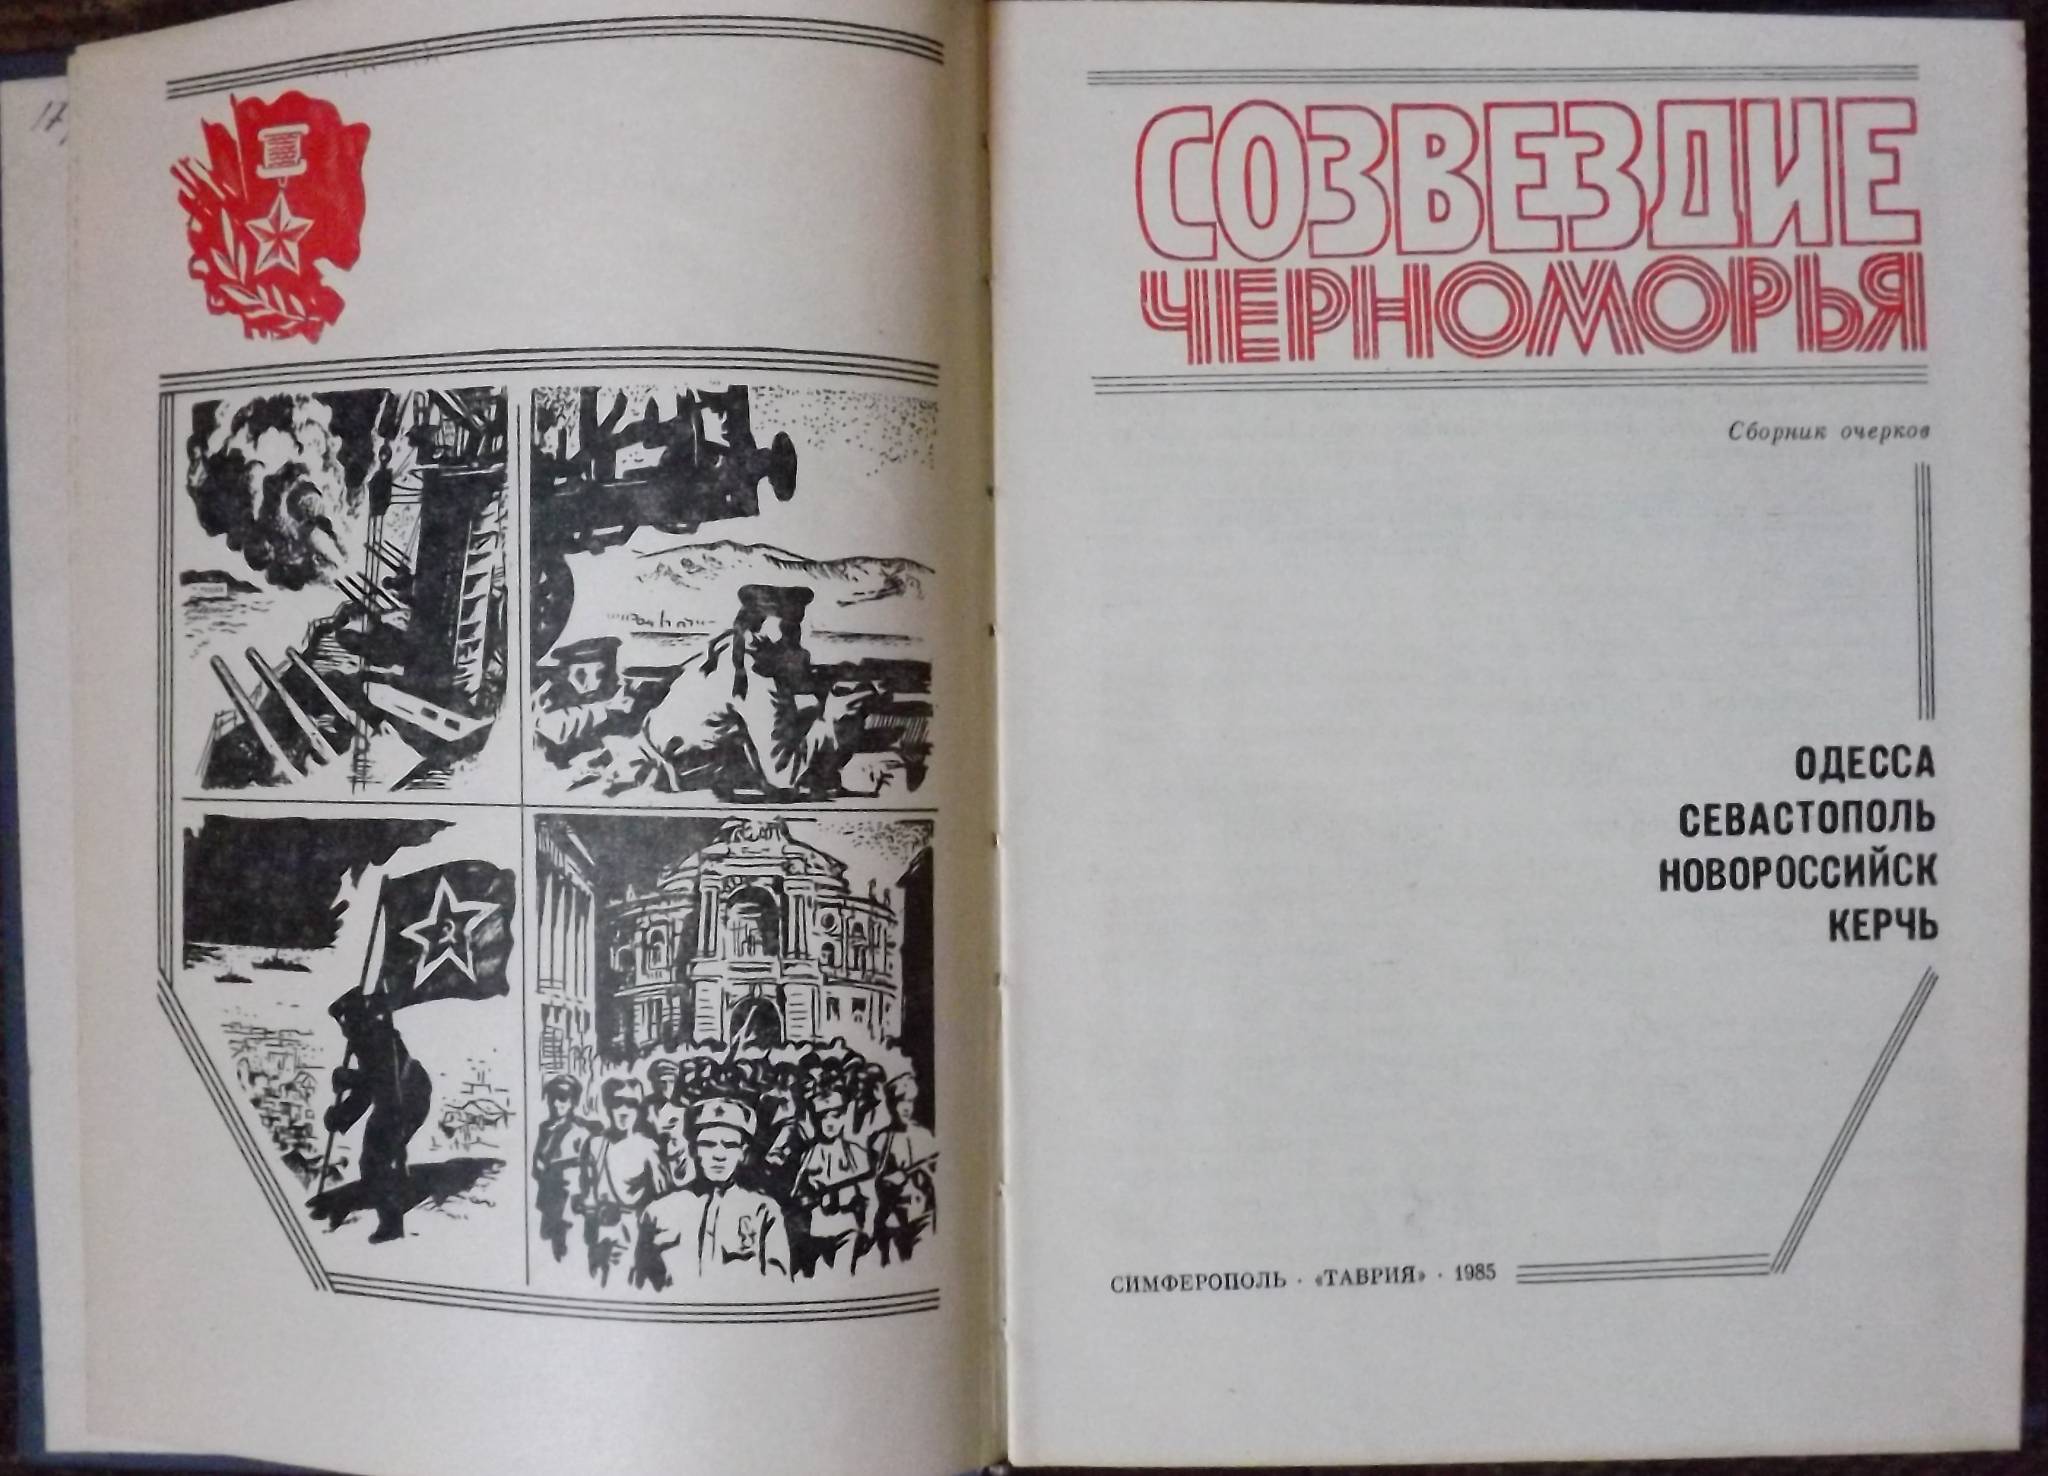 СОЗВЕЗДИЕ
ЧЕРНОМОРЬЯ
Сборник очерков
ОДЕССА
СЕВАСТОПОЛЬ
НОВОРОССИЙСК
КЕРЧЬ
СИМФЕРОПОЛЬ · «ТАВРИЯ» · 1985